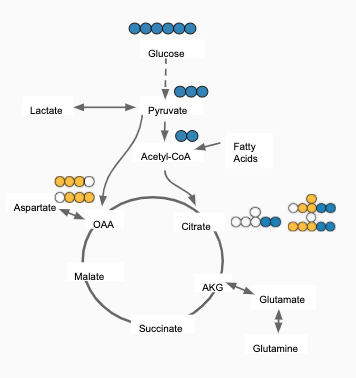 Glucose
Lactate
Pyruvate
Acetyl-CoA
Fatty
Acids
Aspartate
OAA
Citrate
Malate
AKG
Glutamate
Succinate
Glutamine